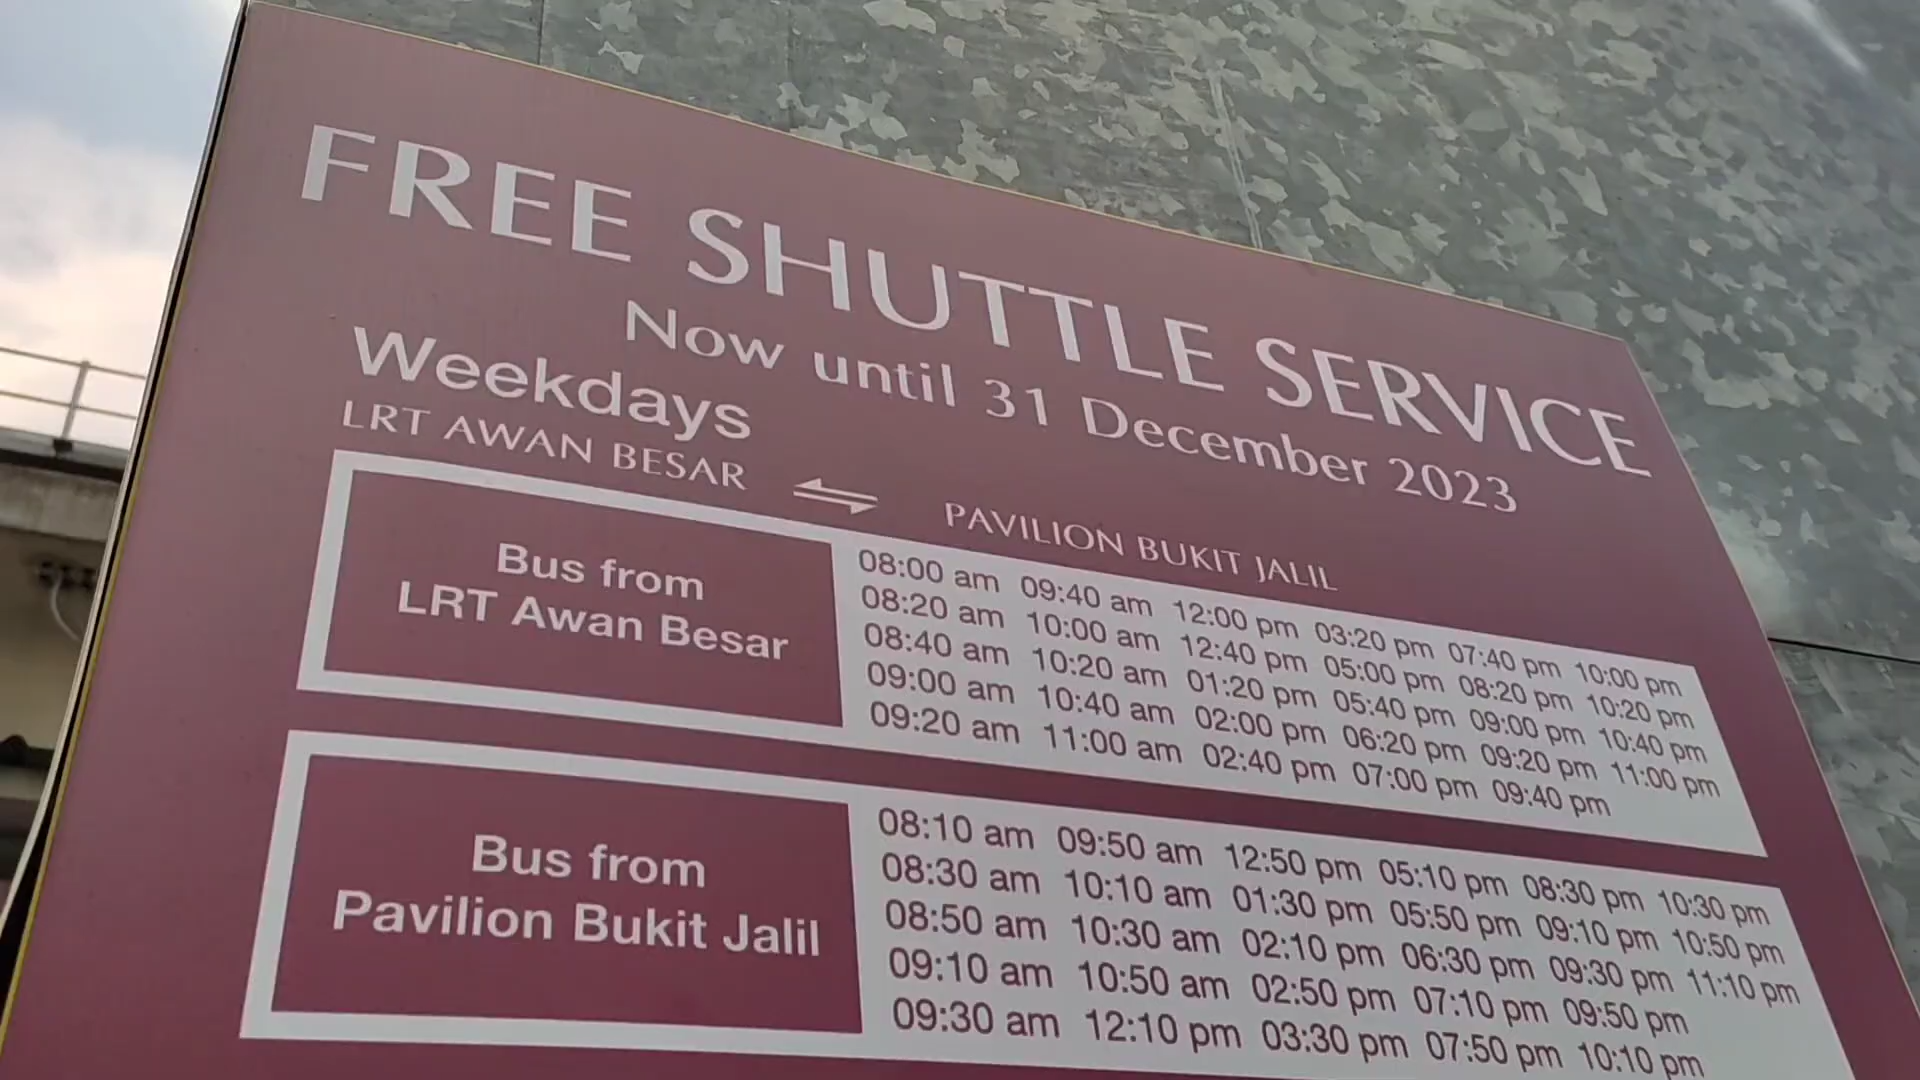 FREE SHUTTLE SERVICE
Now until 31 December 2023
Weekdays
LRT AWAN BESAR ⇌ PAVILION BUKIT JALIL
Bus from
LRT Awan Besar
08:00 am 09:40 am 12:00 pm 03:20 pm 07:40 pm 10:00 pm
08:20 am 10:00 am 12:40 pm 05:00 pm 08:20 pm 10:20 pm
08:40 am 10:20 am 01:20 pm 05:40 pm 09:00 pm 10:40 pm
09:00 am 10:40 am 02:00 pm 06:20 pm 09:20 pm 11:00 pm
09:20 am 11:00 am 02:40 pm 07:00 pm 09:40 pm
Bus from
Pavilion Bukit Jalil
08:10 am 09:50 am 12:50 pm 05:10 pm 08:30 pm 10:30 pm
08:30 am 10:10 am 01:30 pm 05:50 pm 09:10 pm 10:50 pm
08:50 am 10:30 am 02:10 pm 06:30 pm 09:30 pm 11:10 pm
09:10 am 10:50 am 02:50 pm 07:10 pm 09:50 pm
09:30 am 12:10 pm 03:30 pm 07:50 pm 10:10 pm